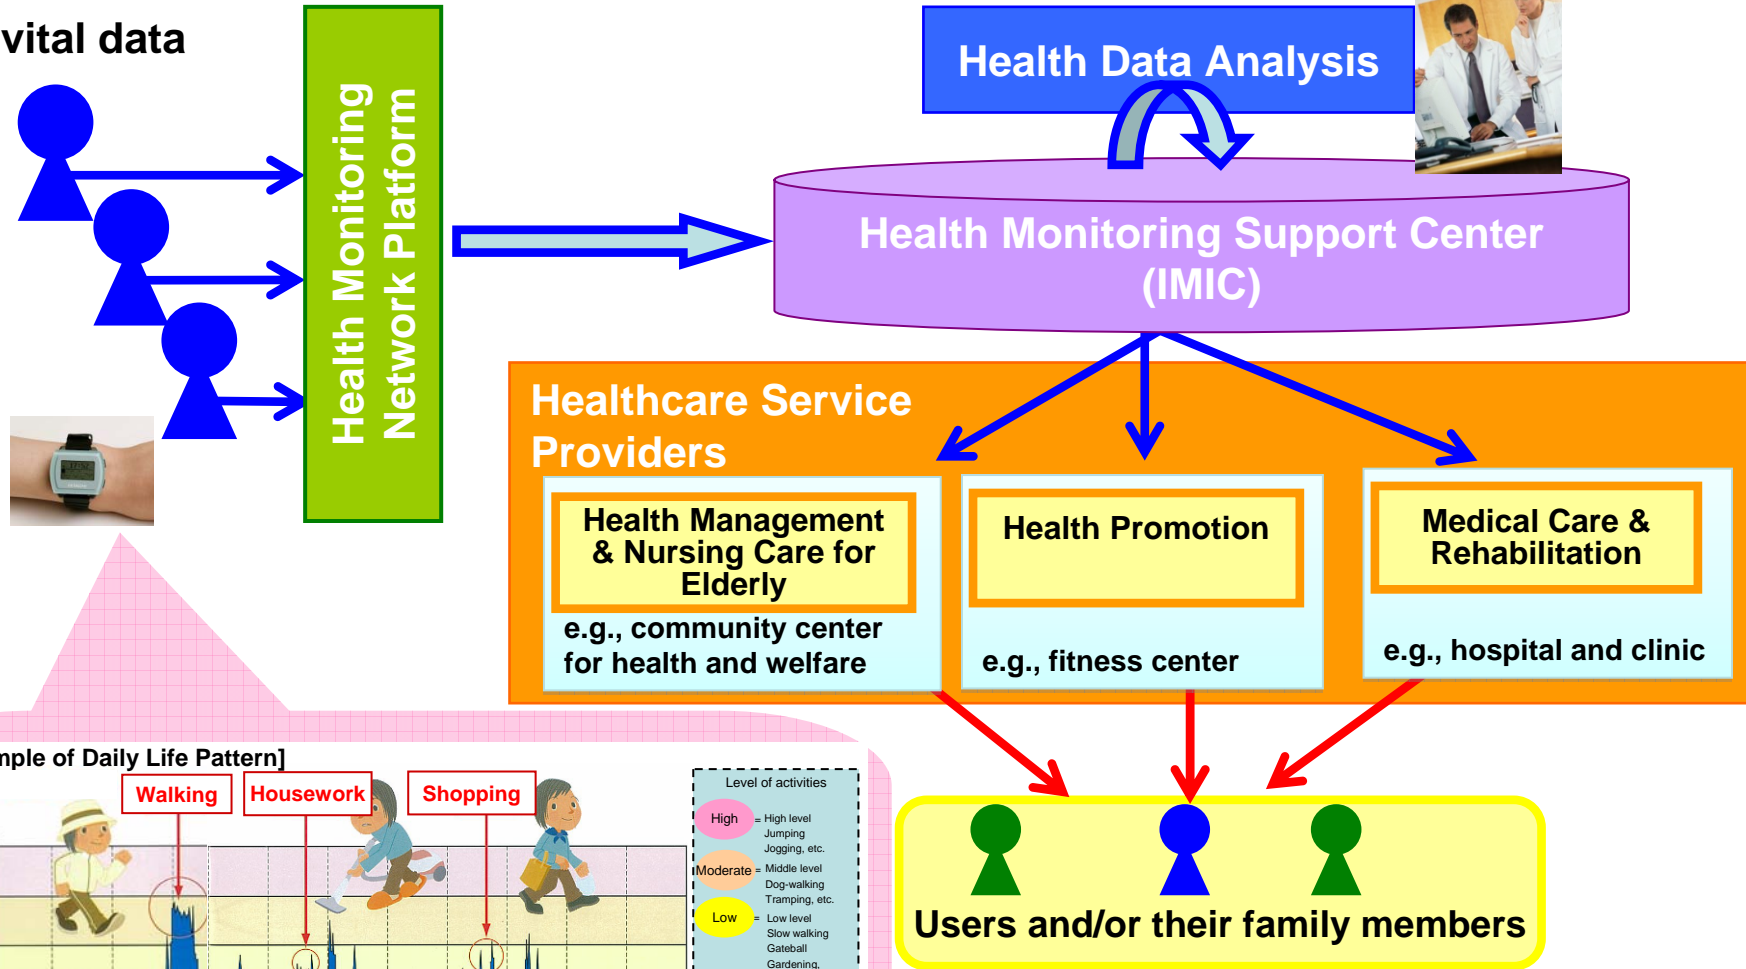 vital data
Health Monitoring
Network Platform
Health Data Analysis
Health Monitoring Support Center
(IMIC)
Healthcare Service
Providers
Health Management
& Nursing Care for
Elderly
e.g., community center
for health and welfare
Health Promotion
e.g., fitness center
Medical Care &
Rehabilitation
e.g., hospital and clinic
mple of Daily Life Pattern]
Walking
Housework
Shopping
Level of activities
High = High level
Jumping
Jogging, etc.
Moderate = Middle level
Dog-walking
Tramping, etc.
Low = Low level
Slow walking
Gateball
Gardening,
Users and/or their family members